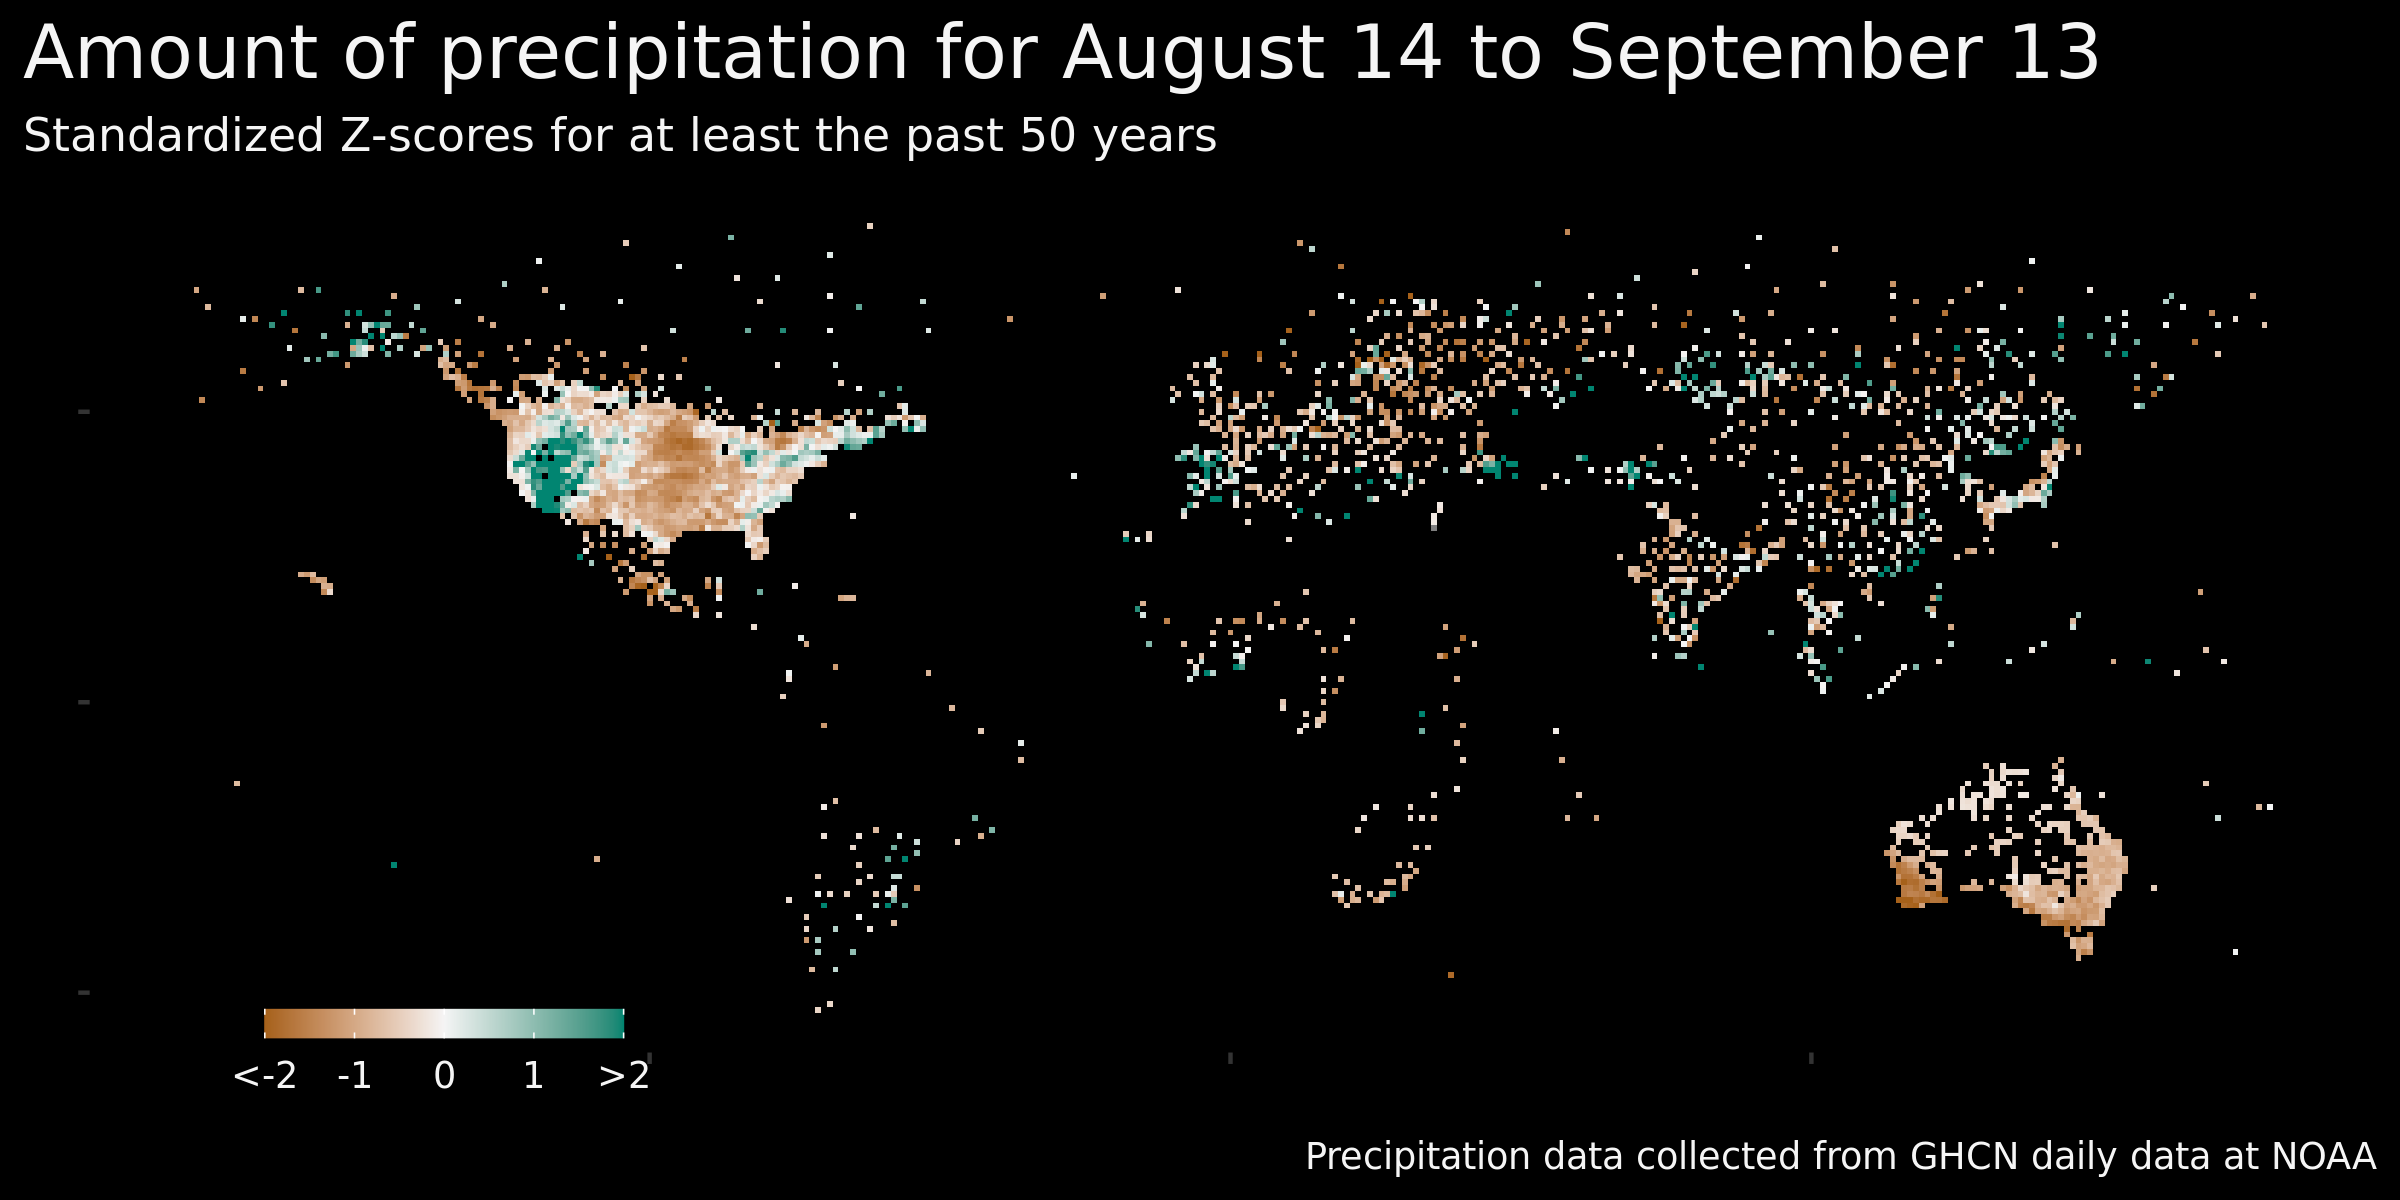 Amount of precipitation for August 14 to September 13
Standardized Z-scores for at least the past 50 years
<-2 -1 0 1 >2
Precipitation data collected from GHCN daily data at NOAA